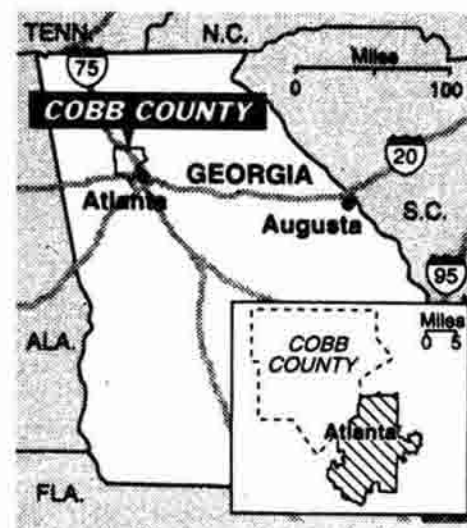 TENN.
N.C.
75
Miles
0 100
COBB COUNTY
GEORGIA
20
Atlanta
Augusta
S.C.
95
ALA.
Miles
0 5
COBB
COUNTY
Atlanta
FLA.